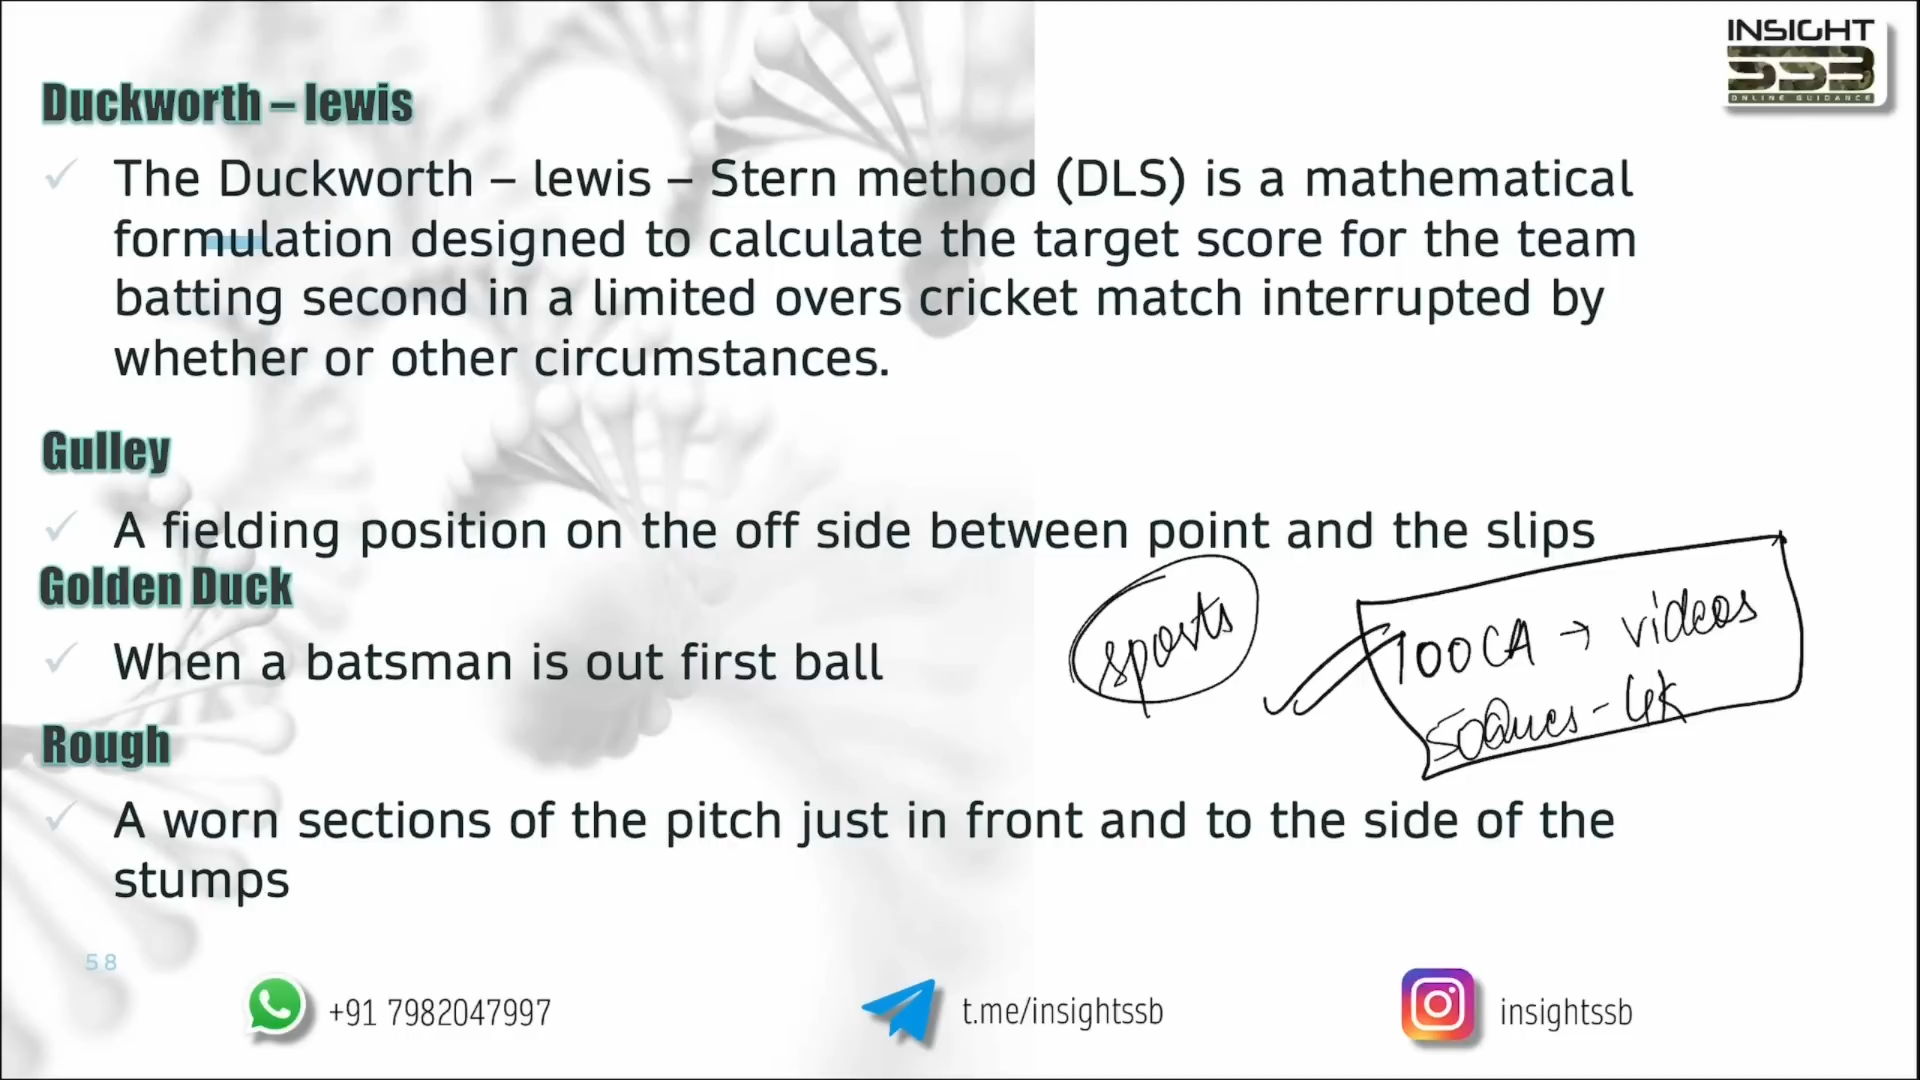 INSIGHT
SSB
ONLINE GUIDANCE
Duckworth – lewis
✓ The Duckworth – lewis – Stern method (DLS) is a mathematical
formulation designed to calculate the target score for the team
batting second in a limited overs cricket match interrupted by
whether or other circumstances.
Gulley
✓ A fielding position on the off side between point and the slips
Golden Duck
✓ When a batsman is out first ball
sports
100CA → videos
50Ques - 4k
Rough
✓ A worn sections of the pitch just in front and to the side of the
stumps
58
+91 7982047997
t.me/insightssb
insightssb